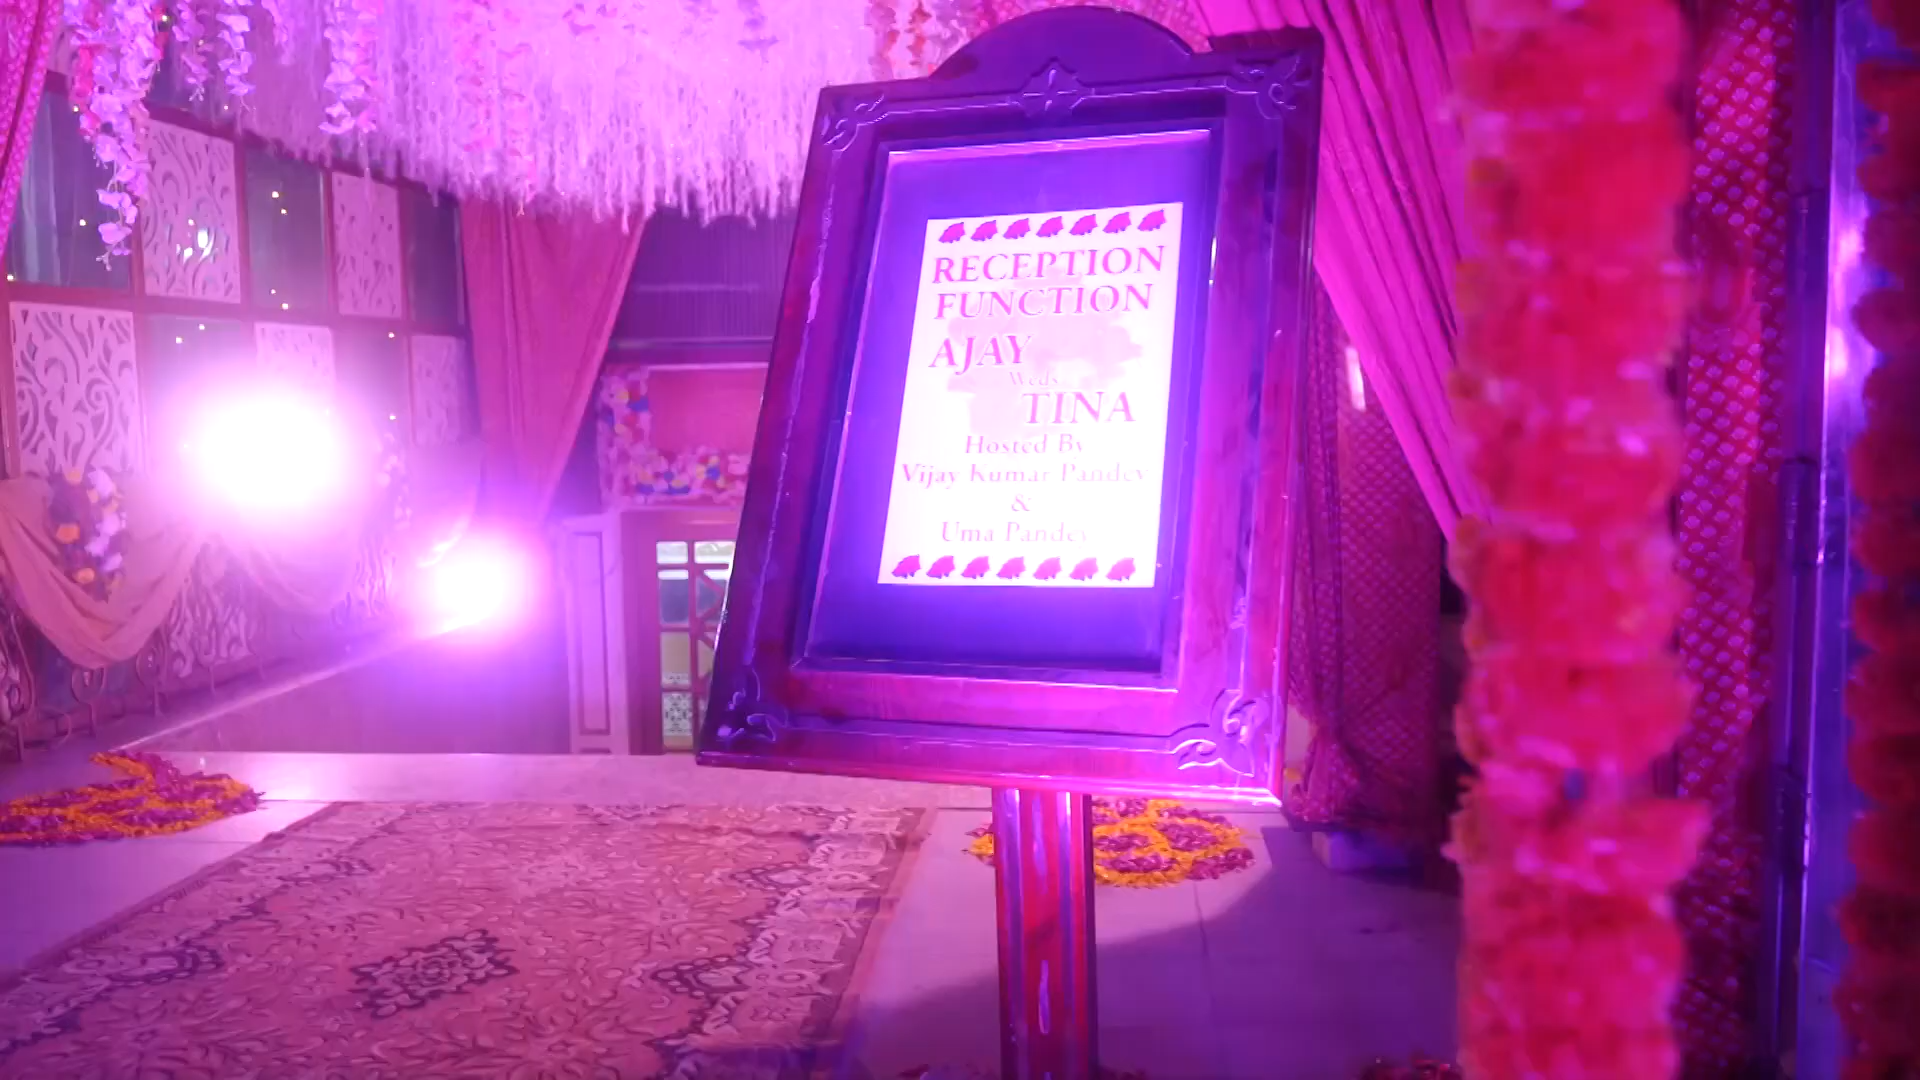 RECEPTION
FUNCTION
AJAY
Weds
TINA
Hosted By
Vijay Kumar Pandey
&
Uma Pandey